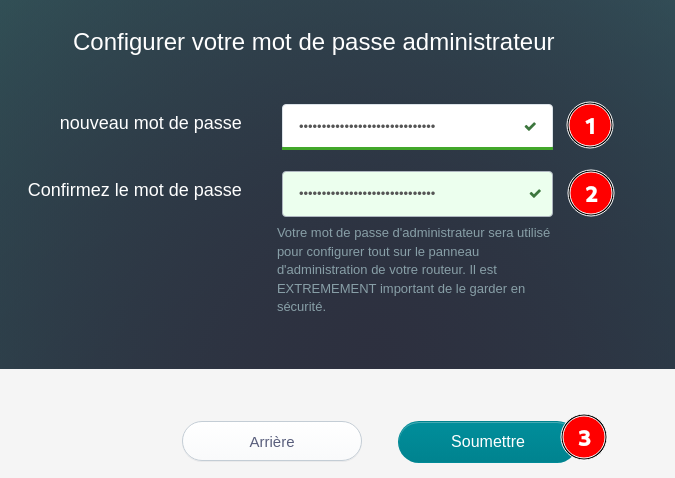 Configurer votre mot de passe administrateur
nouveau mot de passe
••••••••••••••••••••••••••••••
1
Confirmez le mot de passe
••••••••••••••••••••••••••••••
2
Votre mot de passe d'administrateur sera utilisé
pour configurer tout sur le panneau
d'administration de votre routeur. Il est
EXTREMEMENT important de le garder en
sécurité.
Arrière
Soumettre
3